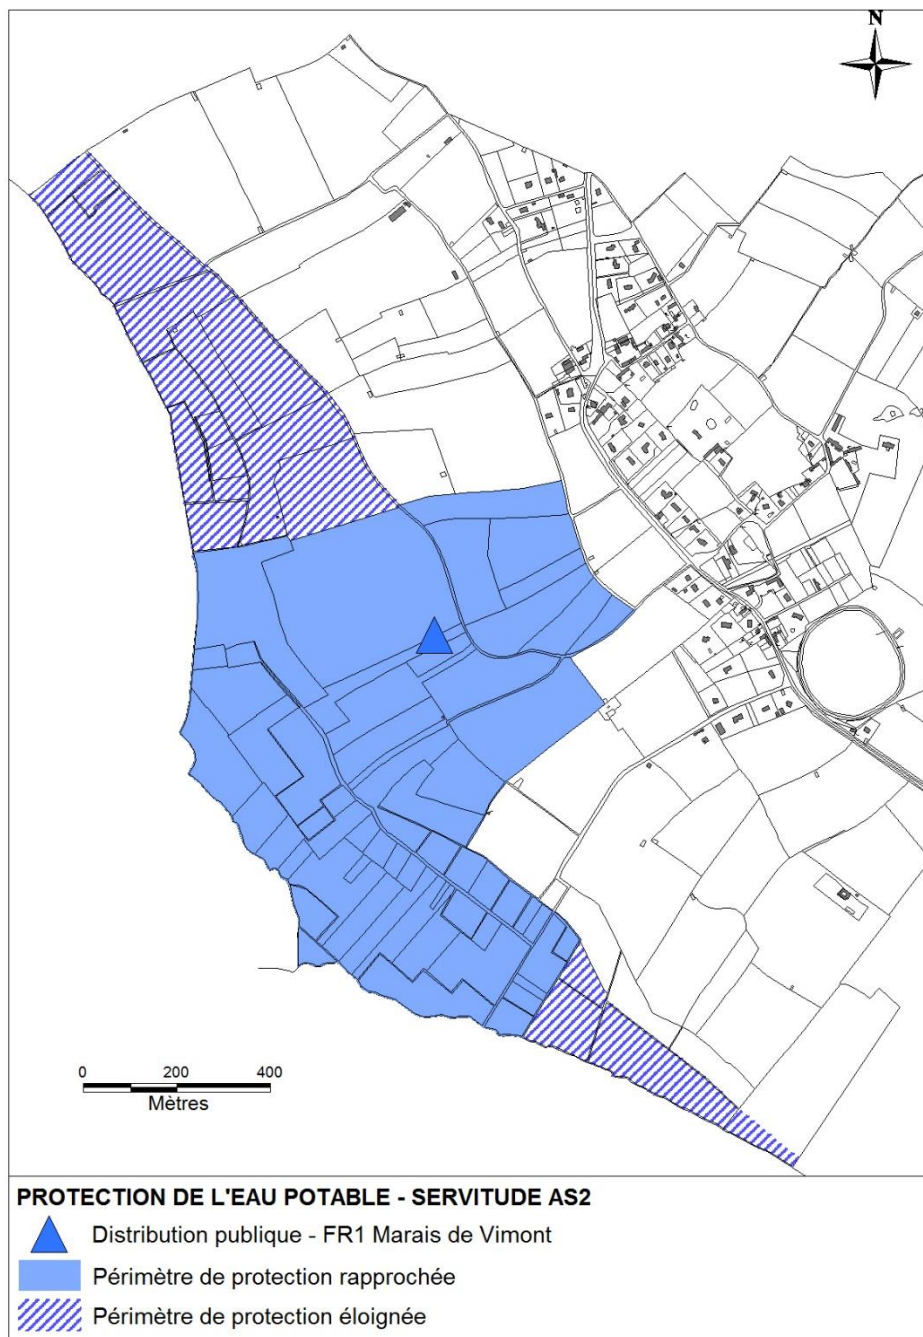 N
0 200 400
Mètres
PROTECTION DE L'EAU POTABLE - SERVITUDE AS2
Distribution publique - FR1 Marais de Vimont
Périmètre de protection rapprochée
Périmètre de protection éloignée